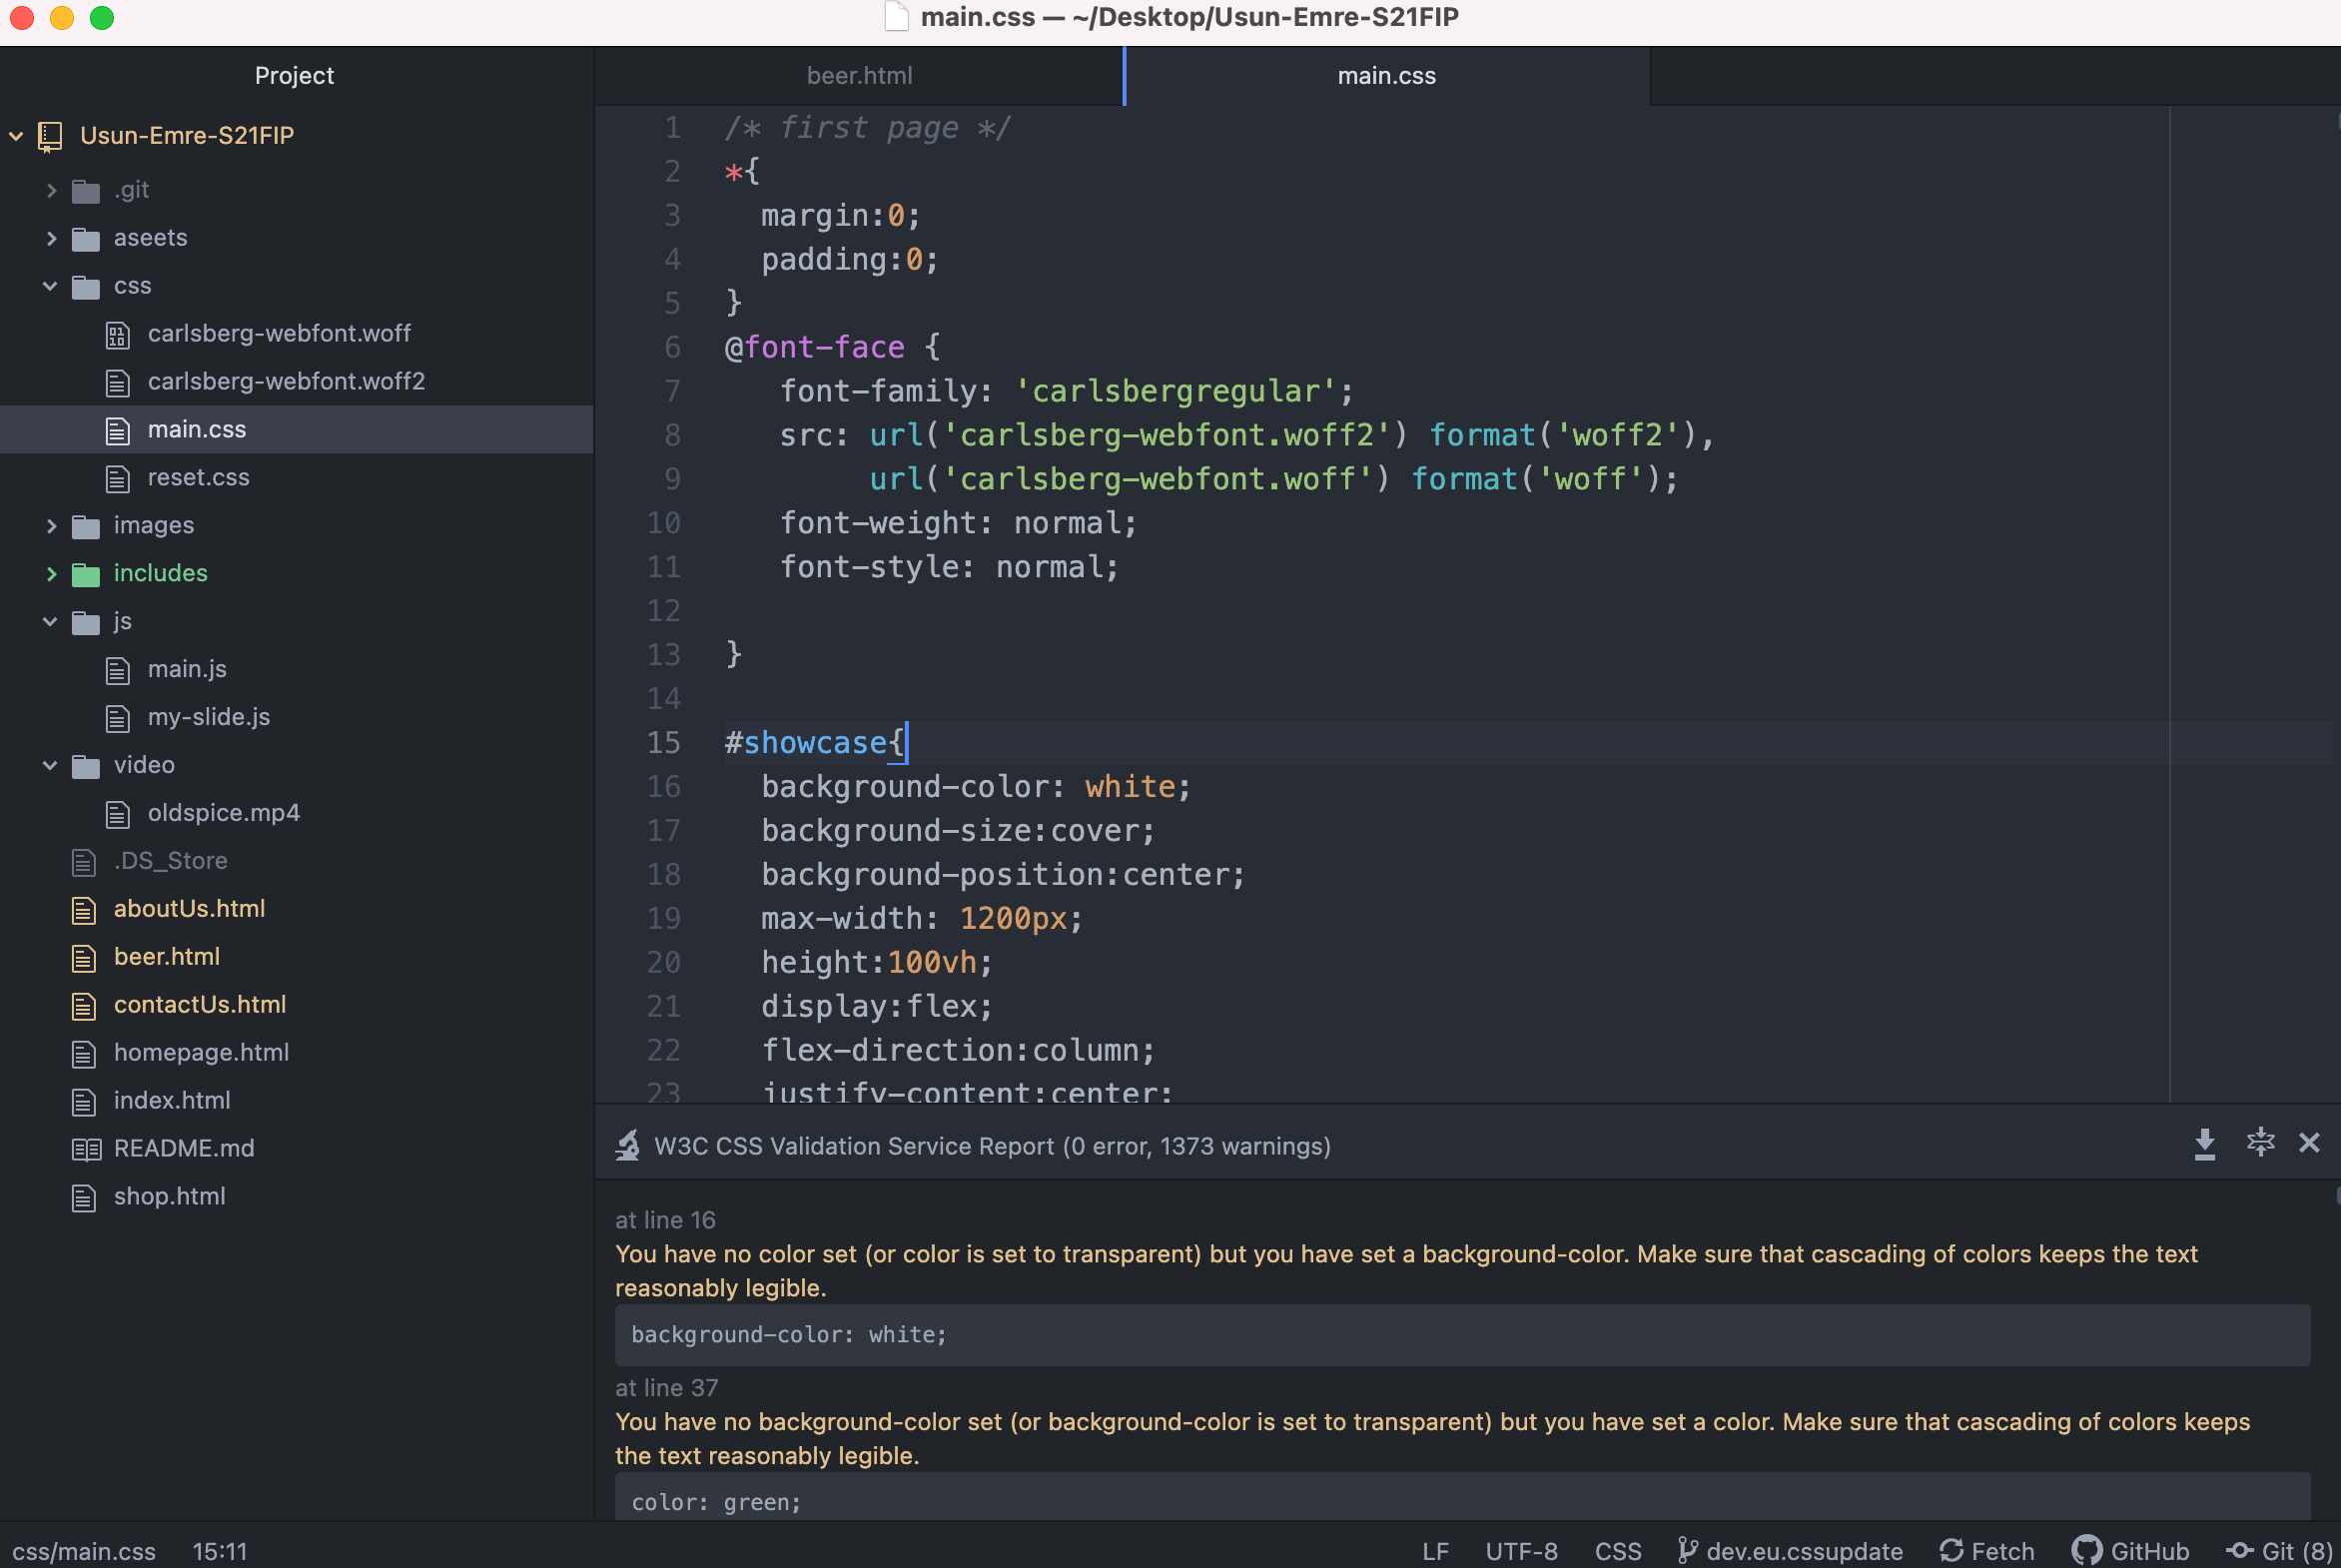 main.css — ~/Desktop/Usun-Emre-S21FIP
Project
Usun-Emre-S21FIP
.git
aseets
css
carlsberg-webfont.woff
carlsberg-webfont.woff2
main.css
reset.css
images
includes
js
main.js
my-slide.js
video
oldspice.mp4
.DS_Store
aboutUs.html
beer.html
contactUs.html
homepage.html
index.html
README.md
shop.html
beer.html
main.css
1 /* first page */
2 *{
3 margin:0;
4 padding:0;
5 }
6 @font-face {
7 font-family: 'carlsbergregular';
8 src: url('carlsberg-webfont.woff2') format('woff2'),
9 url('carlsberg-webfont.woff') format('woff');
10 font-weight: normal;
11 font-style: normal;
12
13 }
14
15 #showcase{
16 background-color: white;
17 background-size:cover;
18 background-position:center;
19 max-width: 1200px;
20 height:100vh;
21 display:flex;
22 flex-direction:column;
23 justify-content:center;
W3C CSS Validation Service Report (0 error, 1373 warnings)
at line 16
You have no color set (or color is set to transparent) but you have set a background-color. Make sure that cascading of colors keeps the text
reasonably legible.
background-color: white;
at line 37
You have no background-color set (or background-color is set to transparent) but you have set a color. Make sure that cascading of colors keeps
the text reasonably legible.
color: green;
css/main.css 15:11 LF UTF-8 CSS dev.eu.cssupdate Fetch GitHub Git (8)